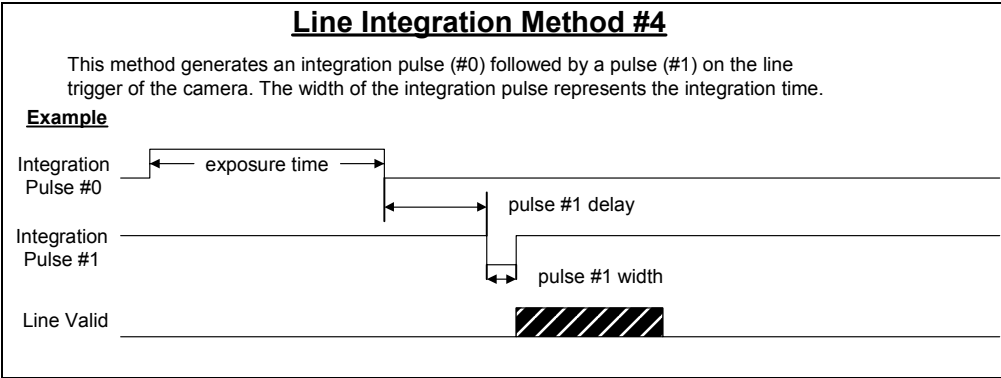 Line Integration Method #4
This method generates an integration pulse (#0) followed by a pulse (#1) on the line
trigger of the camera. The width of the integration pulse represents the integration time.
Example
Integration
Pulse #0
exposure time
pulse #1 delay
Integration
Pulse #1
pulse #1 width
Line Valid